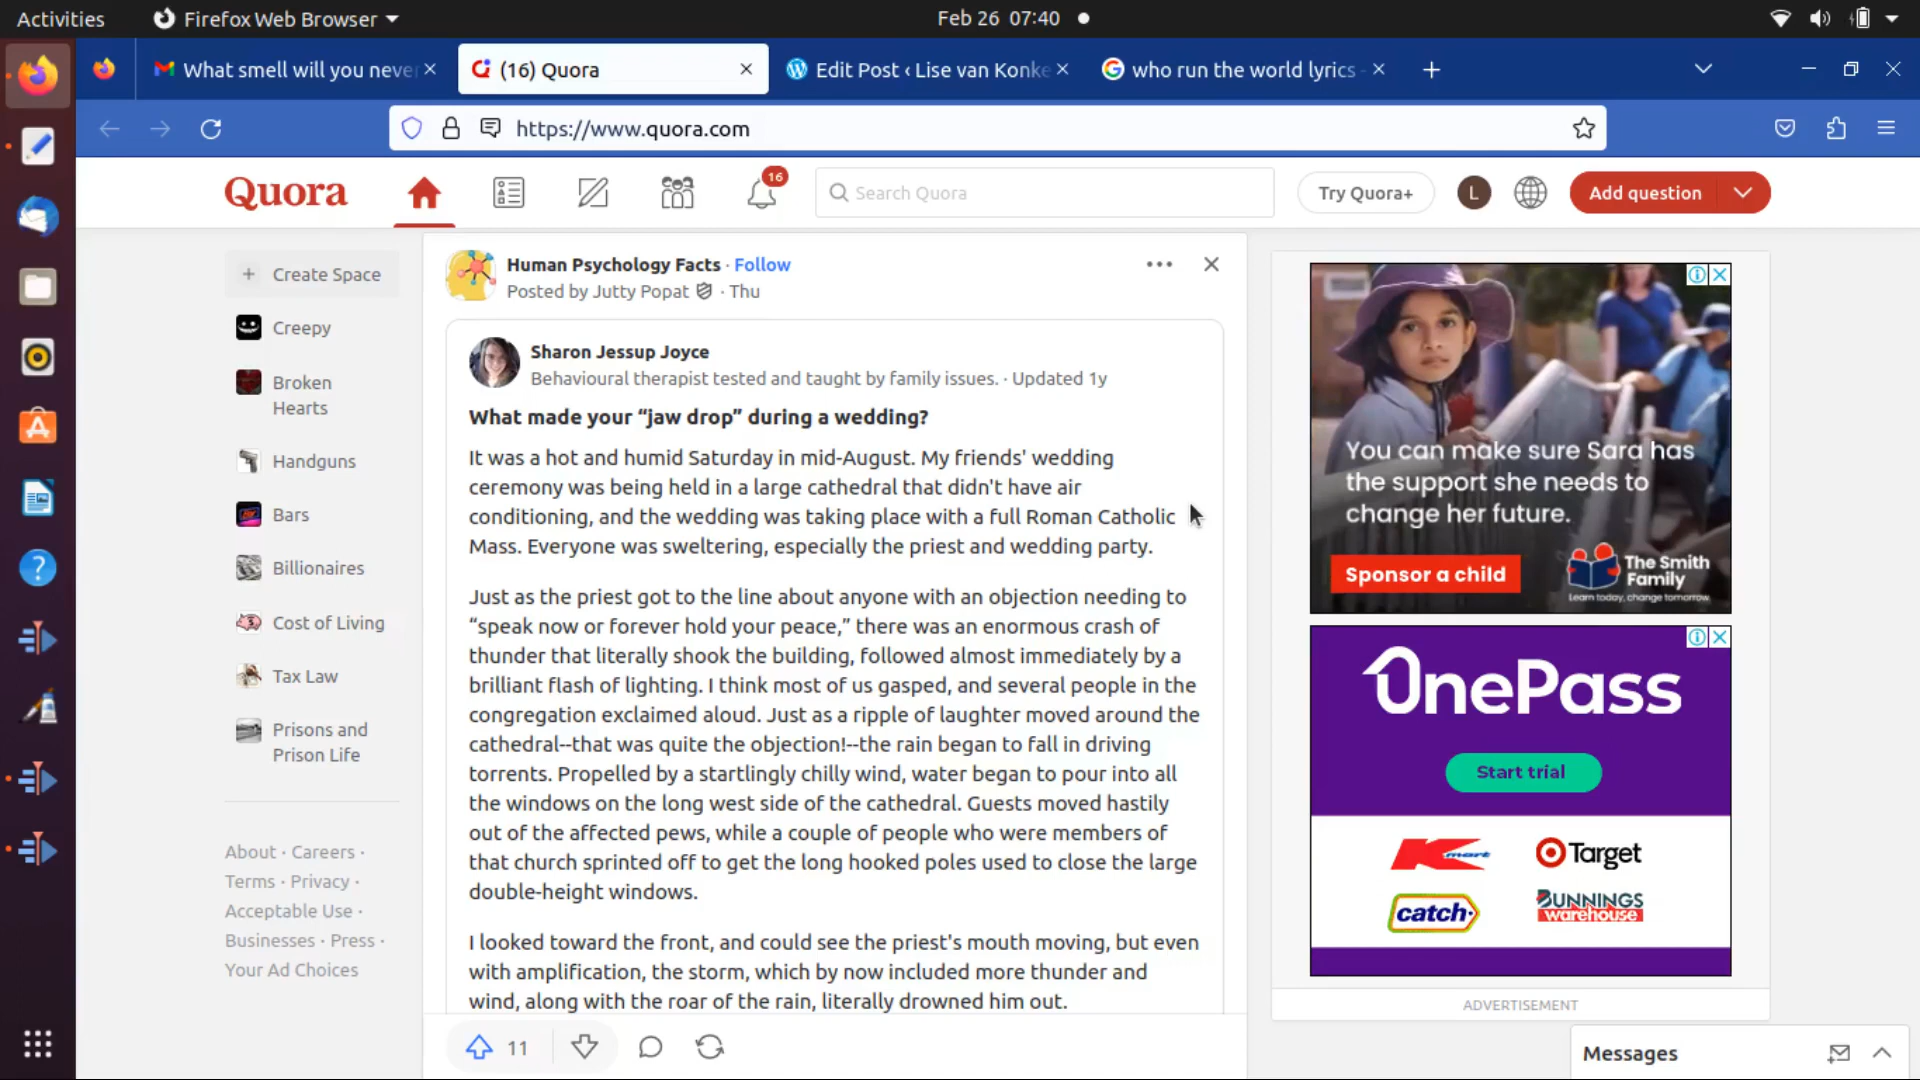 Activities
Firefox Web Browser
Feb 26 07:40
What smell will you neve
(16) Quora
Edit Post ‹ Lise van Konke
who run the world lyrics -
https://www.quora.com
Quora
16
Search Quora
Try Quora+
L
Add question
Create Space
Creepy
Broken
Hearts
Handguns
Bars
Billionaires
Cost of Living
Tax Law
Prisons and
Prison Life
About · Careers ·
Terms · Privacy ·
Acceptable Use ·
Businesses · Press ·
Your Ad Choices
Human Psychology Facts · Follow
Posted by Jutty Popat · Thu
Sharon Jessup Joyce
Behavioural therapist tested and taught by family issues. · Updated 1y
What made your “jaw drop” during a wedding?
It was a hot and humid Saturday in mid-August. My friends' wedding
ceremony was being held in a large cathedral that didn't have air
conditioning, and the wedding was taking place with a full Roman Catholic
Mass. Everyone was sweltering, especially the priest and wedding party.
Just as the priest got to the line about anyone with an objection needing to
“speak now or forever hold your peace,” there was an enormous crash of
thunder that literally shook the building, followed almost immediately by a
brilliant flash of lighting. I think most of us gasped, and several people in the
congregation exclaimed aloud. Just as a ripple of laughter moved around the
cathedral--that was quite the objection!--the rain began to fall in driving
torrents. Propelled by a startlingly chilly wind, water began to pour into all
the windows on the long west side of the cathedral. Guests moved hastily
out of the affected pews, while a couple of people who were members of
that church sprinted off to get the long hooked poles used to close the large
double-height windows.
I looked toward the front, and could see the priest's mouth moving, but even
with amplification, the storm, which by now included more thunder and
wind, along with the roar of the rain, literally drowned him out.
11
You can make sure Sara has
the support she needs to
change her future.
Sponsor a child
The Smith
Family
Learn today, change tomorrow.
OnePass
Start trial
Kmart
Target
catch
BUNNINGS
warehouse
ADVERTISEMENT
Messages